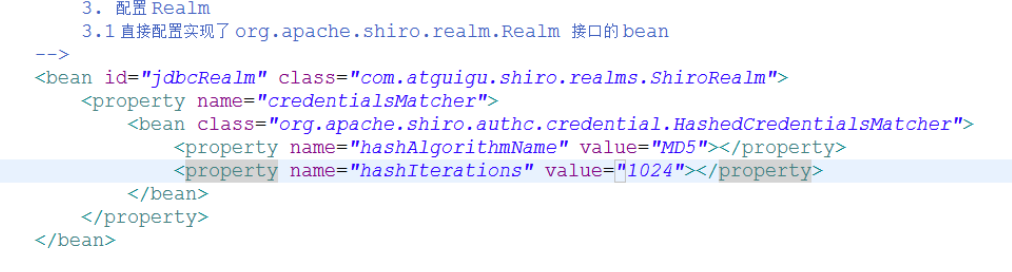 3. 配置 Realm
3.1 直接配置实现了 org.apache.shiro.realm.Realm 接口的 bean
-->
<bean id="jdbcRealm" class="com.atguigu.shiro.realms.ShiroRealm">
<property name="credentialsMatcher">
<bean class="org.apache.shiro.authc.credential.HashedCredentialsMatcher">
<property name="hashAlgorithmName" value="MD5"></property>
<property name="hashIterations" value="1024"></property>
</bean>
</property>
</bean>